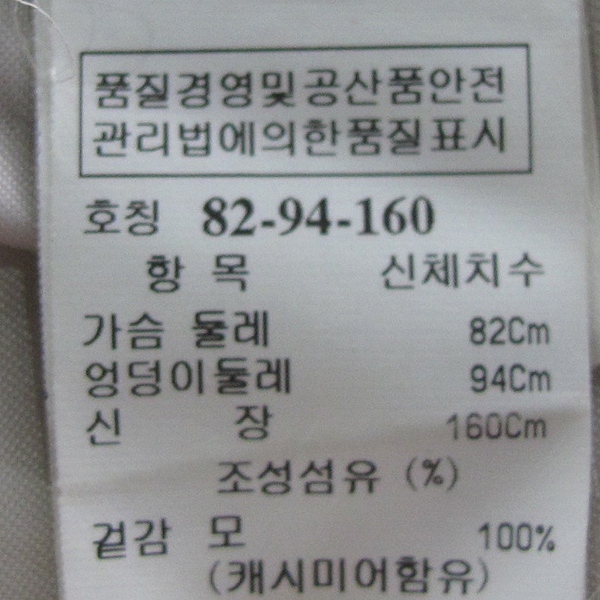 품질경영및공산품안전
관리법에의한품질표시
호칭 82-94-160
항 목 신체치수
가슴 둘레 82Cm
엉덩이둘레 94Cm
신 장 160Cm
조성섬유 (%)
겉감 모 100%
(캐시미어함유)